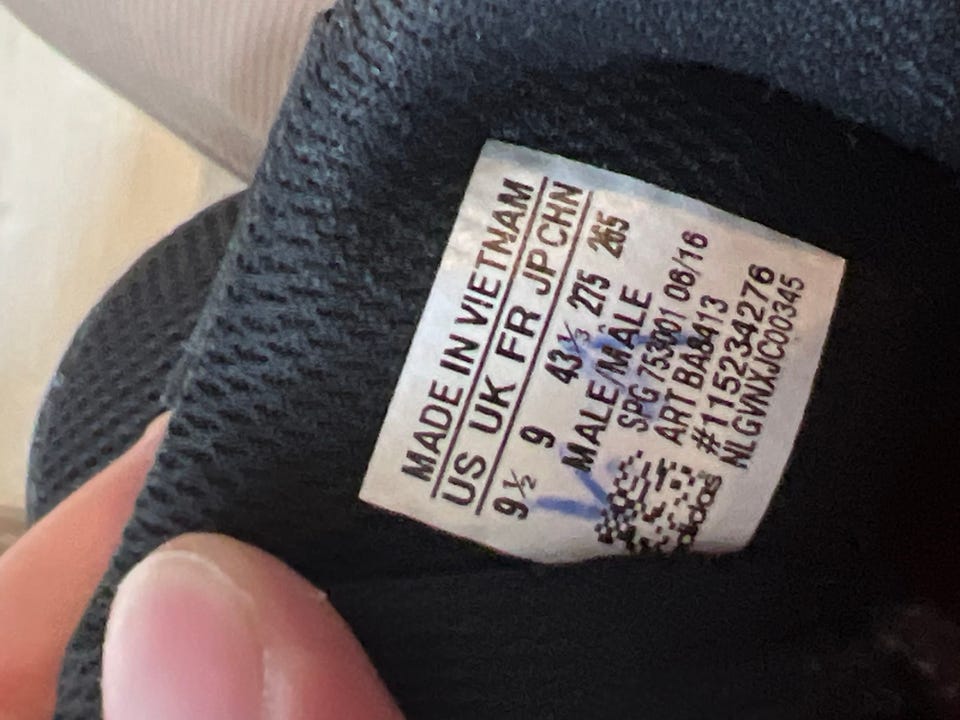 MADE IN VIETNAM
US UK FR JP CHN
9½ 9 43⅓ 275 265
MALE/MÂLE
SPG 753001 06/16
ART BA8413
#115234276
NLGVNXJC00345
adidas